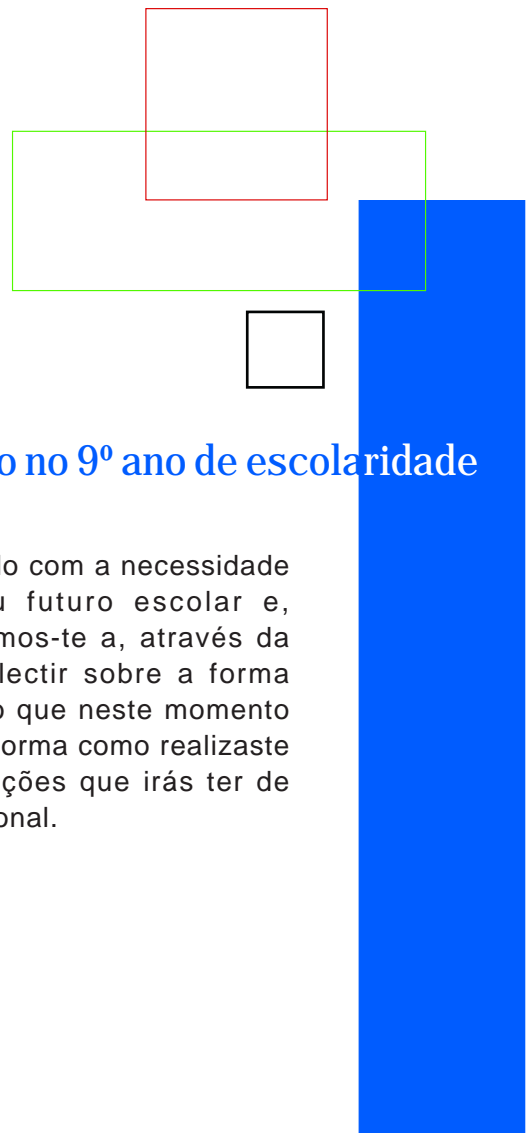 o no 9º ano de escolaridade
do com a necessidade
u futuro escolar e,
mos-te a, através da
lectir sobre a forma
o que neste momento
orma como realizaste
ções que irás ter de
onal.